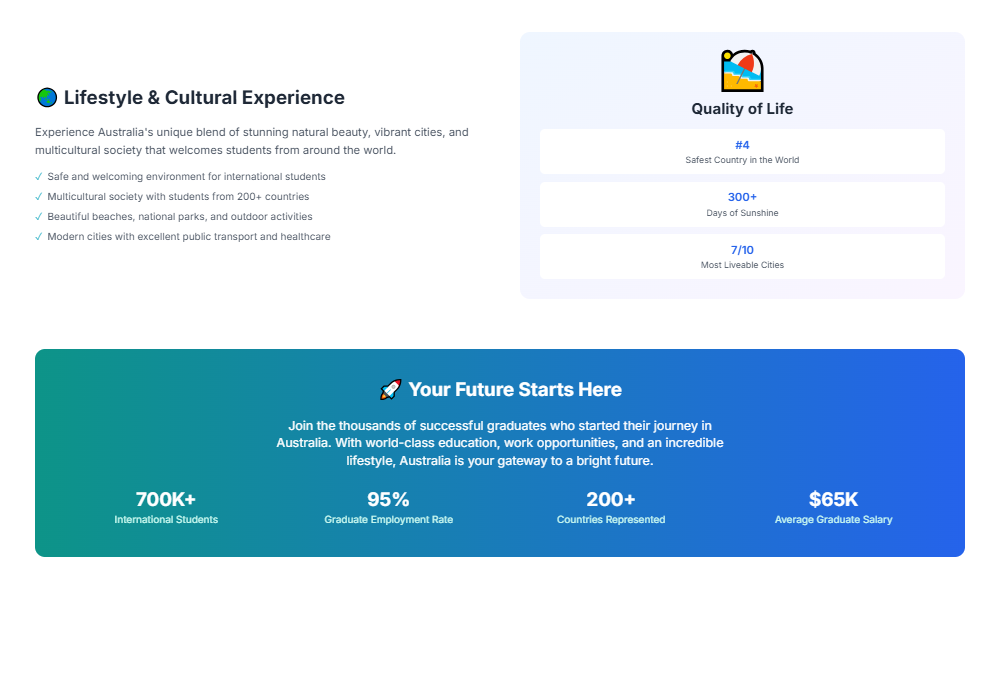 Lifestyle & Cultural Experience
Experience Australia's unique blend of stunning natural beauty, vibrant cities, and
multicultural society that welcomes students from around the world.
✓ Safe and welcoming environment for international students
✓ Multicultural society with students from 200+ countries
✓ Beautiful beaches, national parks, and outdoor activities
✓ Modern cities with excellent public transport and healthcare
Quality of Life
#4
Safest Country in the World
300+
Days of Sunshine
7/10
Most Liveable Cities
Your Future Starts Here
Join the thousands of successful graduates who started their journey in
Australia. With world-class education, work opportunities, and an incredible
lifestyle, Australia is your gateway to a bright future.
700K+
International Students
95%
Graduate Employment Rate
200+
Countries Represented
$65K
Average Graduate Salary